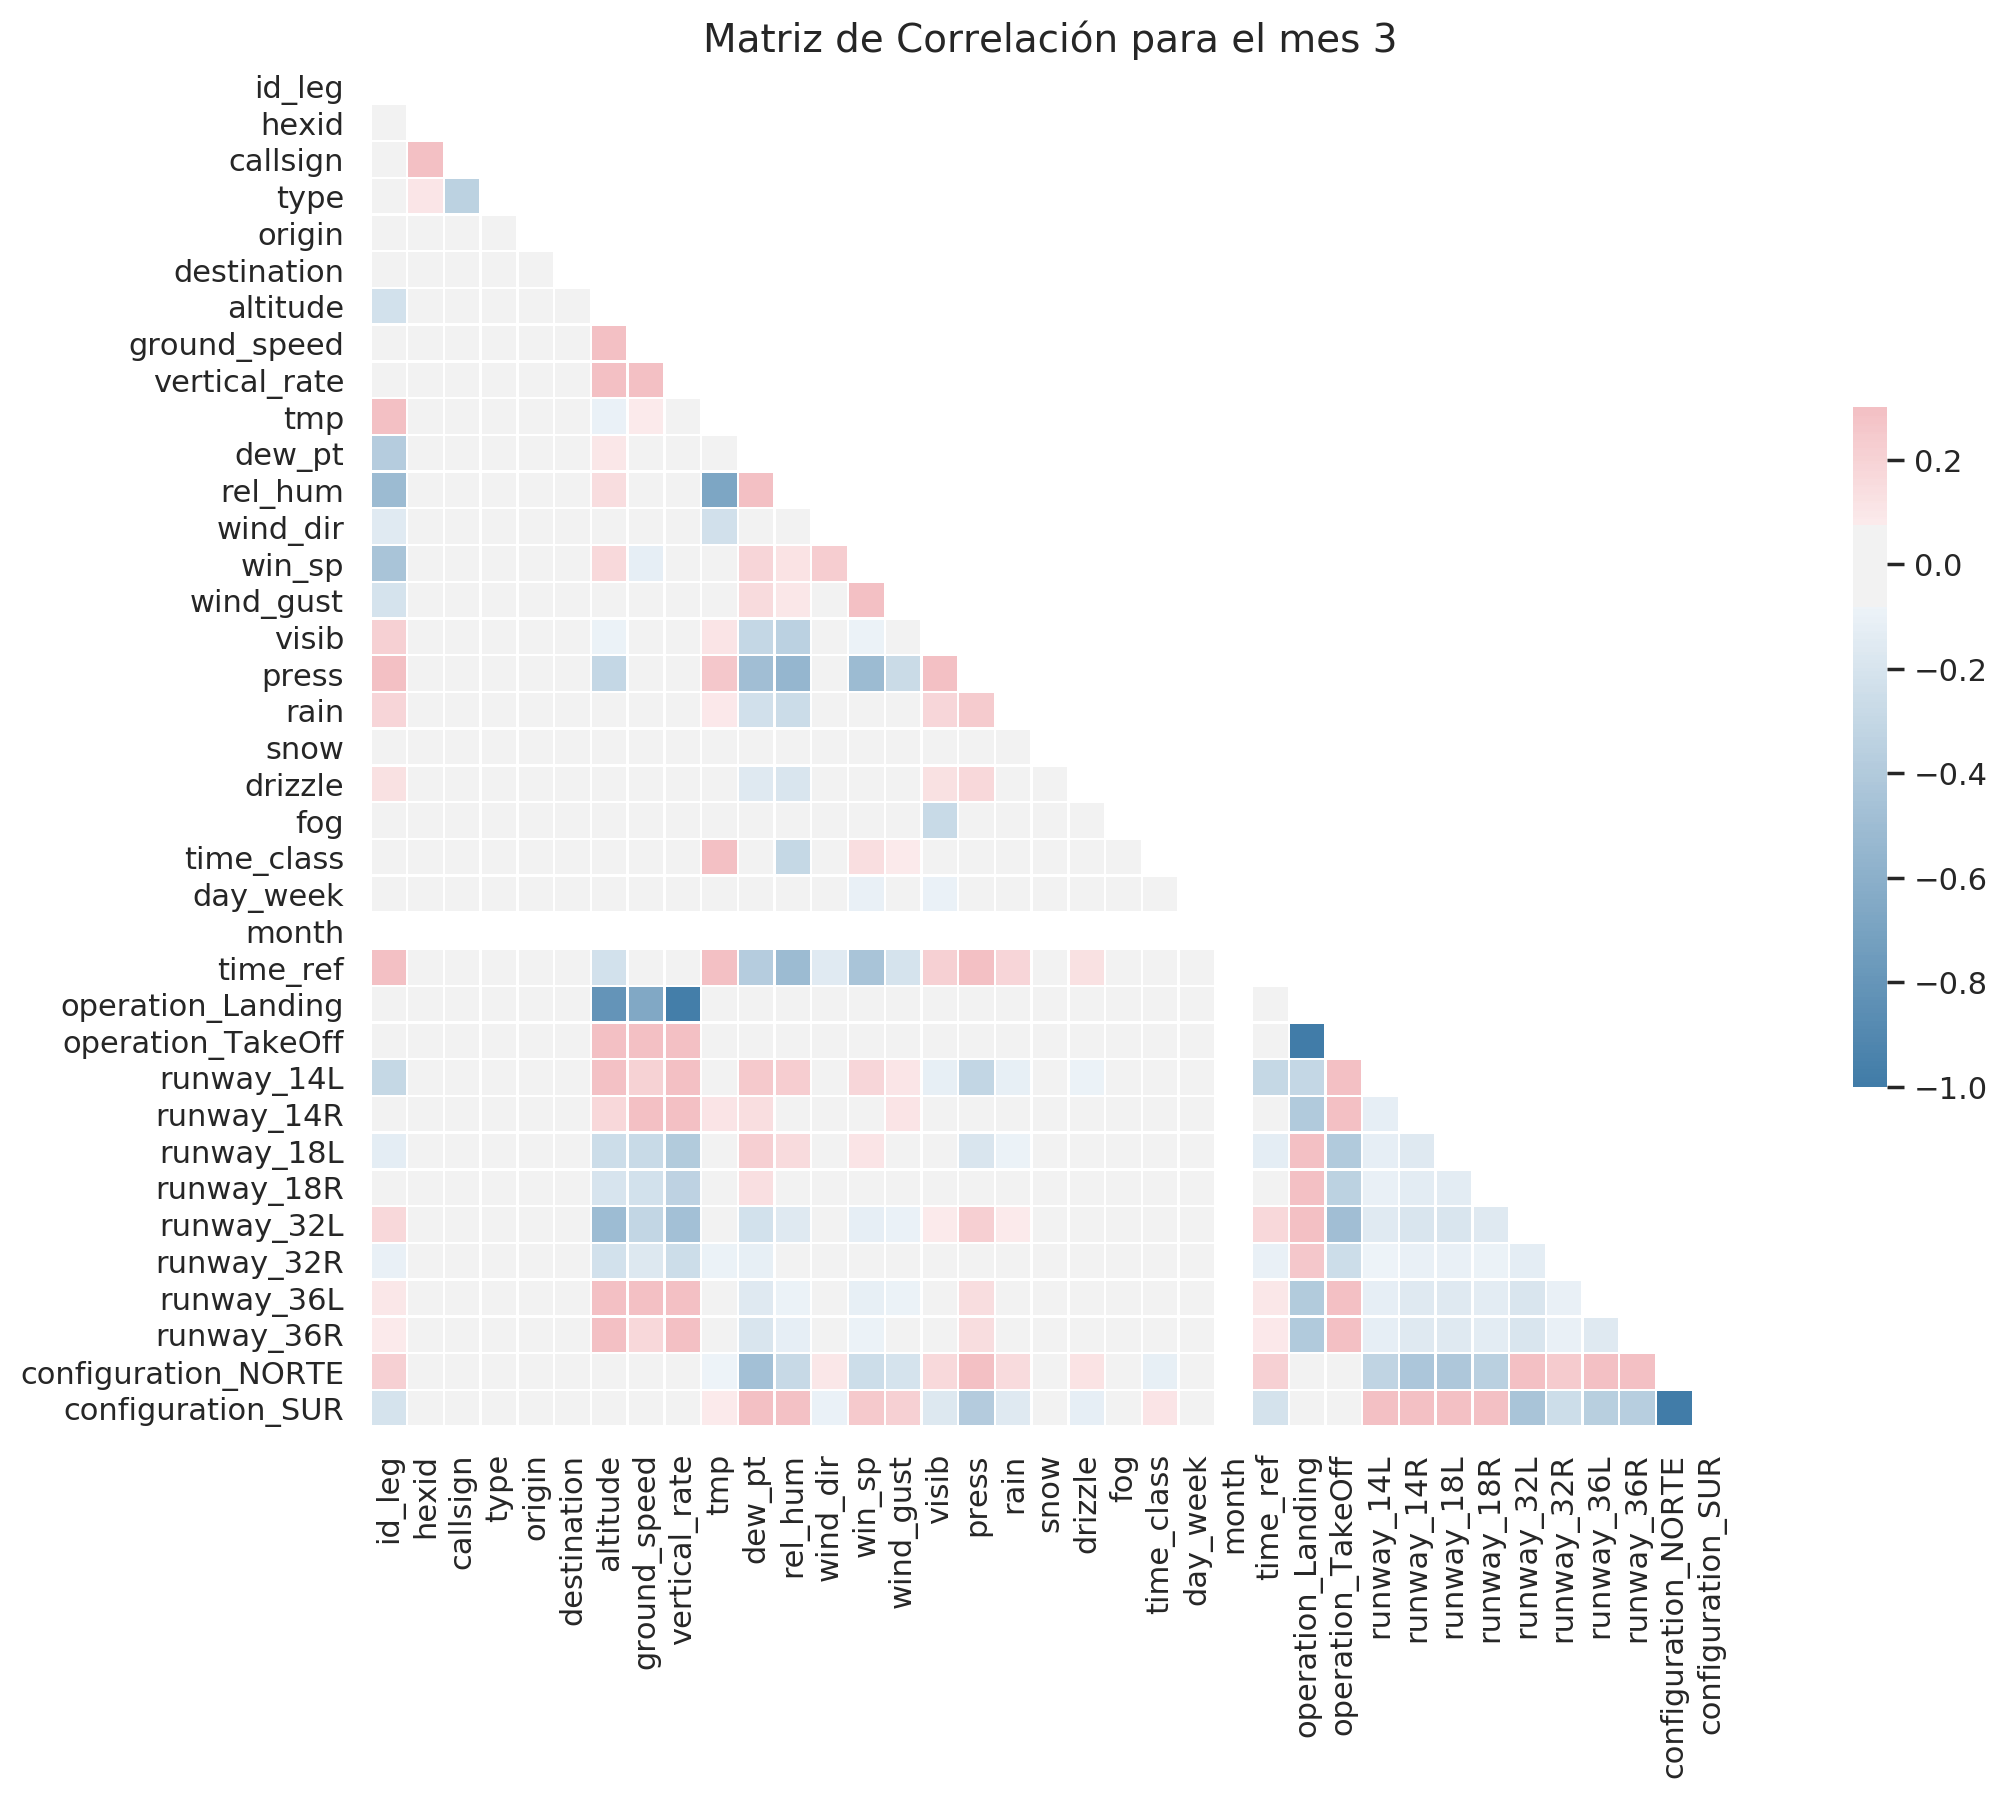 Matriz de Correlación para el mes 3
id_leg
hexid
callsign
type
origin
destination
altitude
ground_speed
vertical_rate
tmp
dew_pt
rel_hum
wind_dir
win_sp
wind_gust
visib
press
rain
snow
drizzle
fog
time_class
day_week
month
time_ref
operation_Landing
operation_TakeOff
runway_14L
runway_14R
runway_18L
runway_18R
runway_32L
runway_32R
runway_36L
runway_36R
configuration_NORTE
configuration_SUR
id_leg
hexid
callsign
type
origin
destination
altitude
ground_speed
vertical_rate
tmp
dew_pt
rel_hum
wind_dir
win_sp
wind_gust
visib
press
rain
snow
drizzle
fog
time_class
day_week
month
time_ref
operation_Landing
operation_TakeOff
runway_14L
runway_14R
runway_18L
runway_18R
runway_32L
runway_32R
runway_36L
runway_36R
configuration_NORTE
configuration_SUR
0.2
0.0
−0.2
−0.4
−0.6
−0.8
−1.0